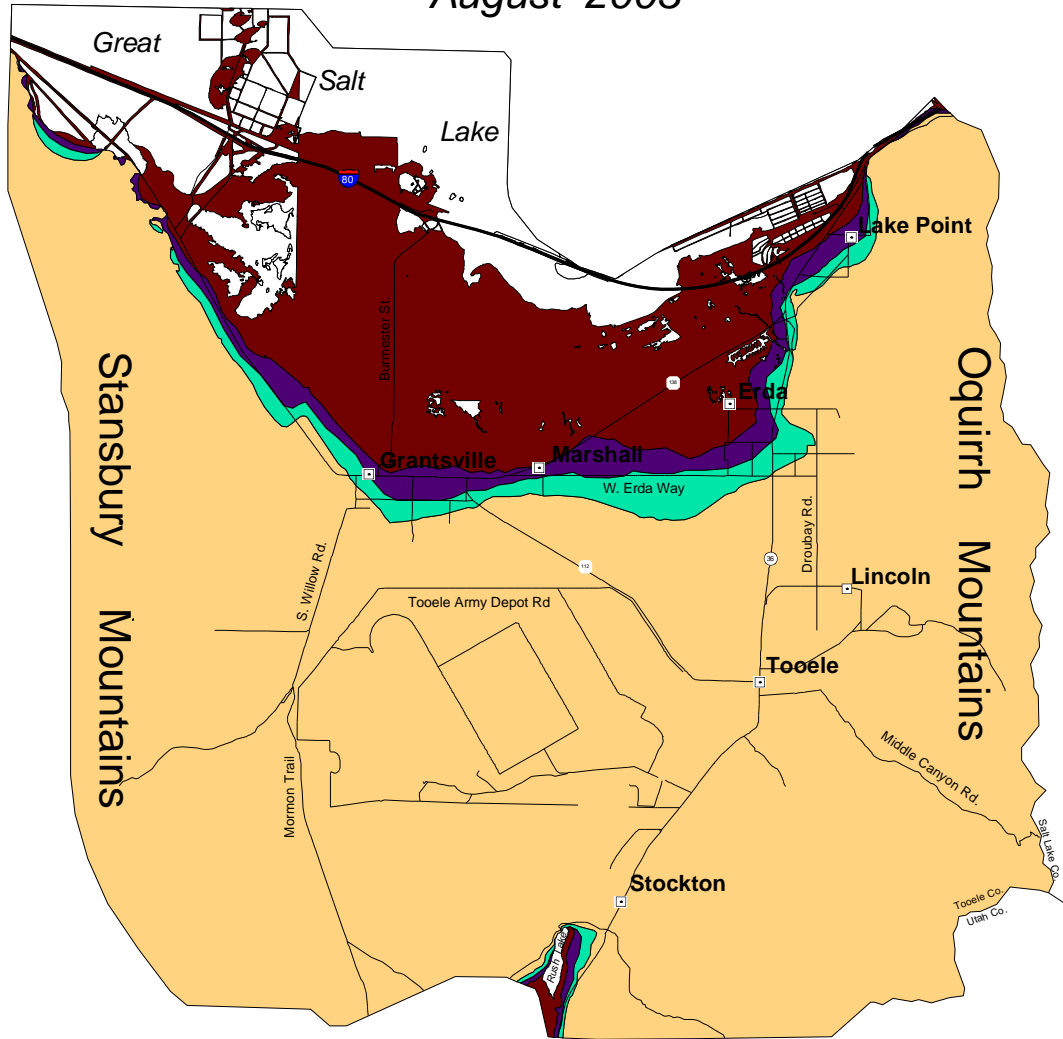 August 2003
Great
Salt
Lake
80
Lake Point
Burmester St.
138
Erda
Stansbury Mountains
Oquirrh Mountains
Grantsville
Marshall
W. Erda Way
Droubay Rd.
S. Willow Rd.
112
36
Lincoln
Tooele Army Depot Rd
Tooele
Middle Canyon Rd.
Mormon Trail
Salt Lake Co.
Stockton
Tooele Co.
Utah Co.
Rush Lake